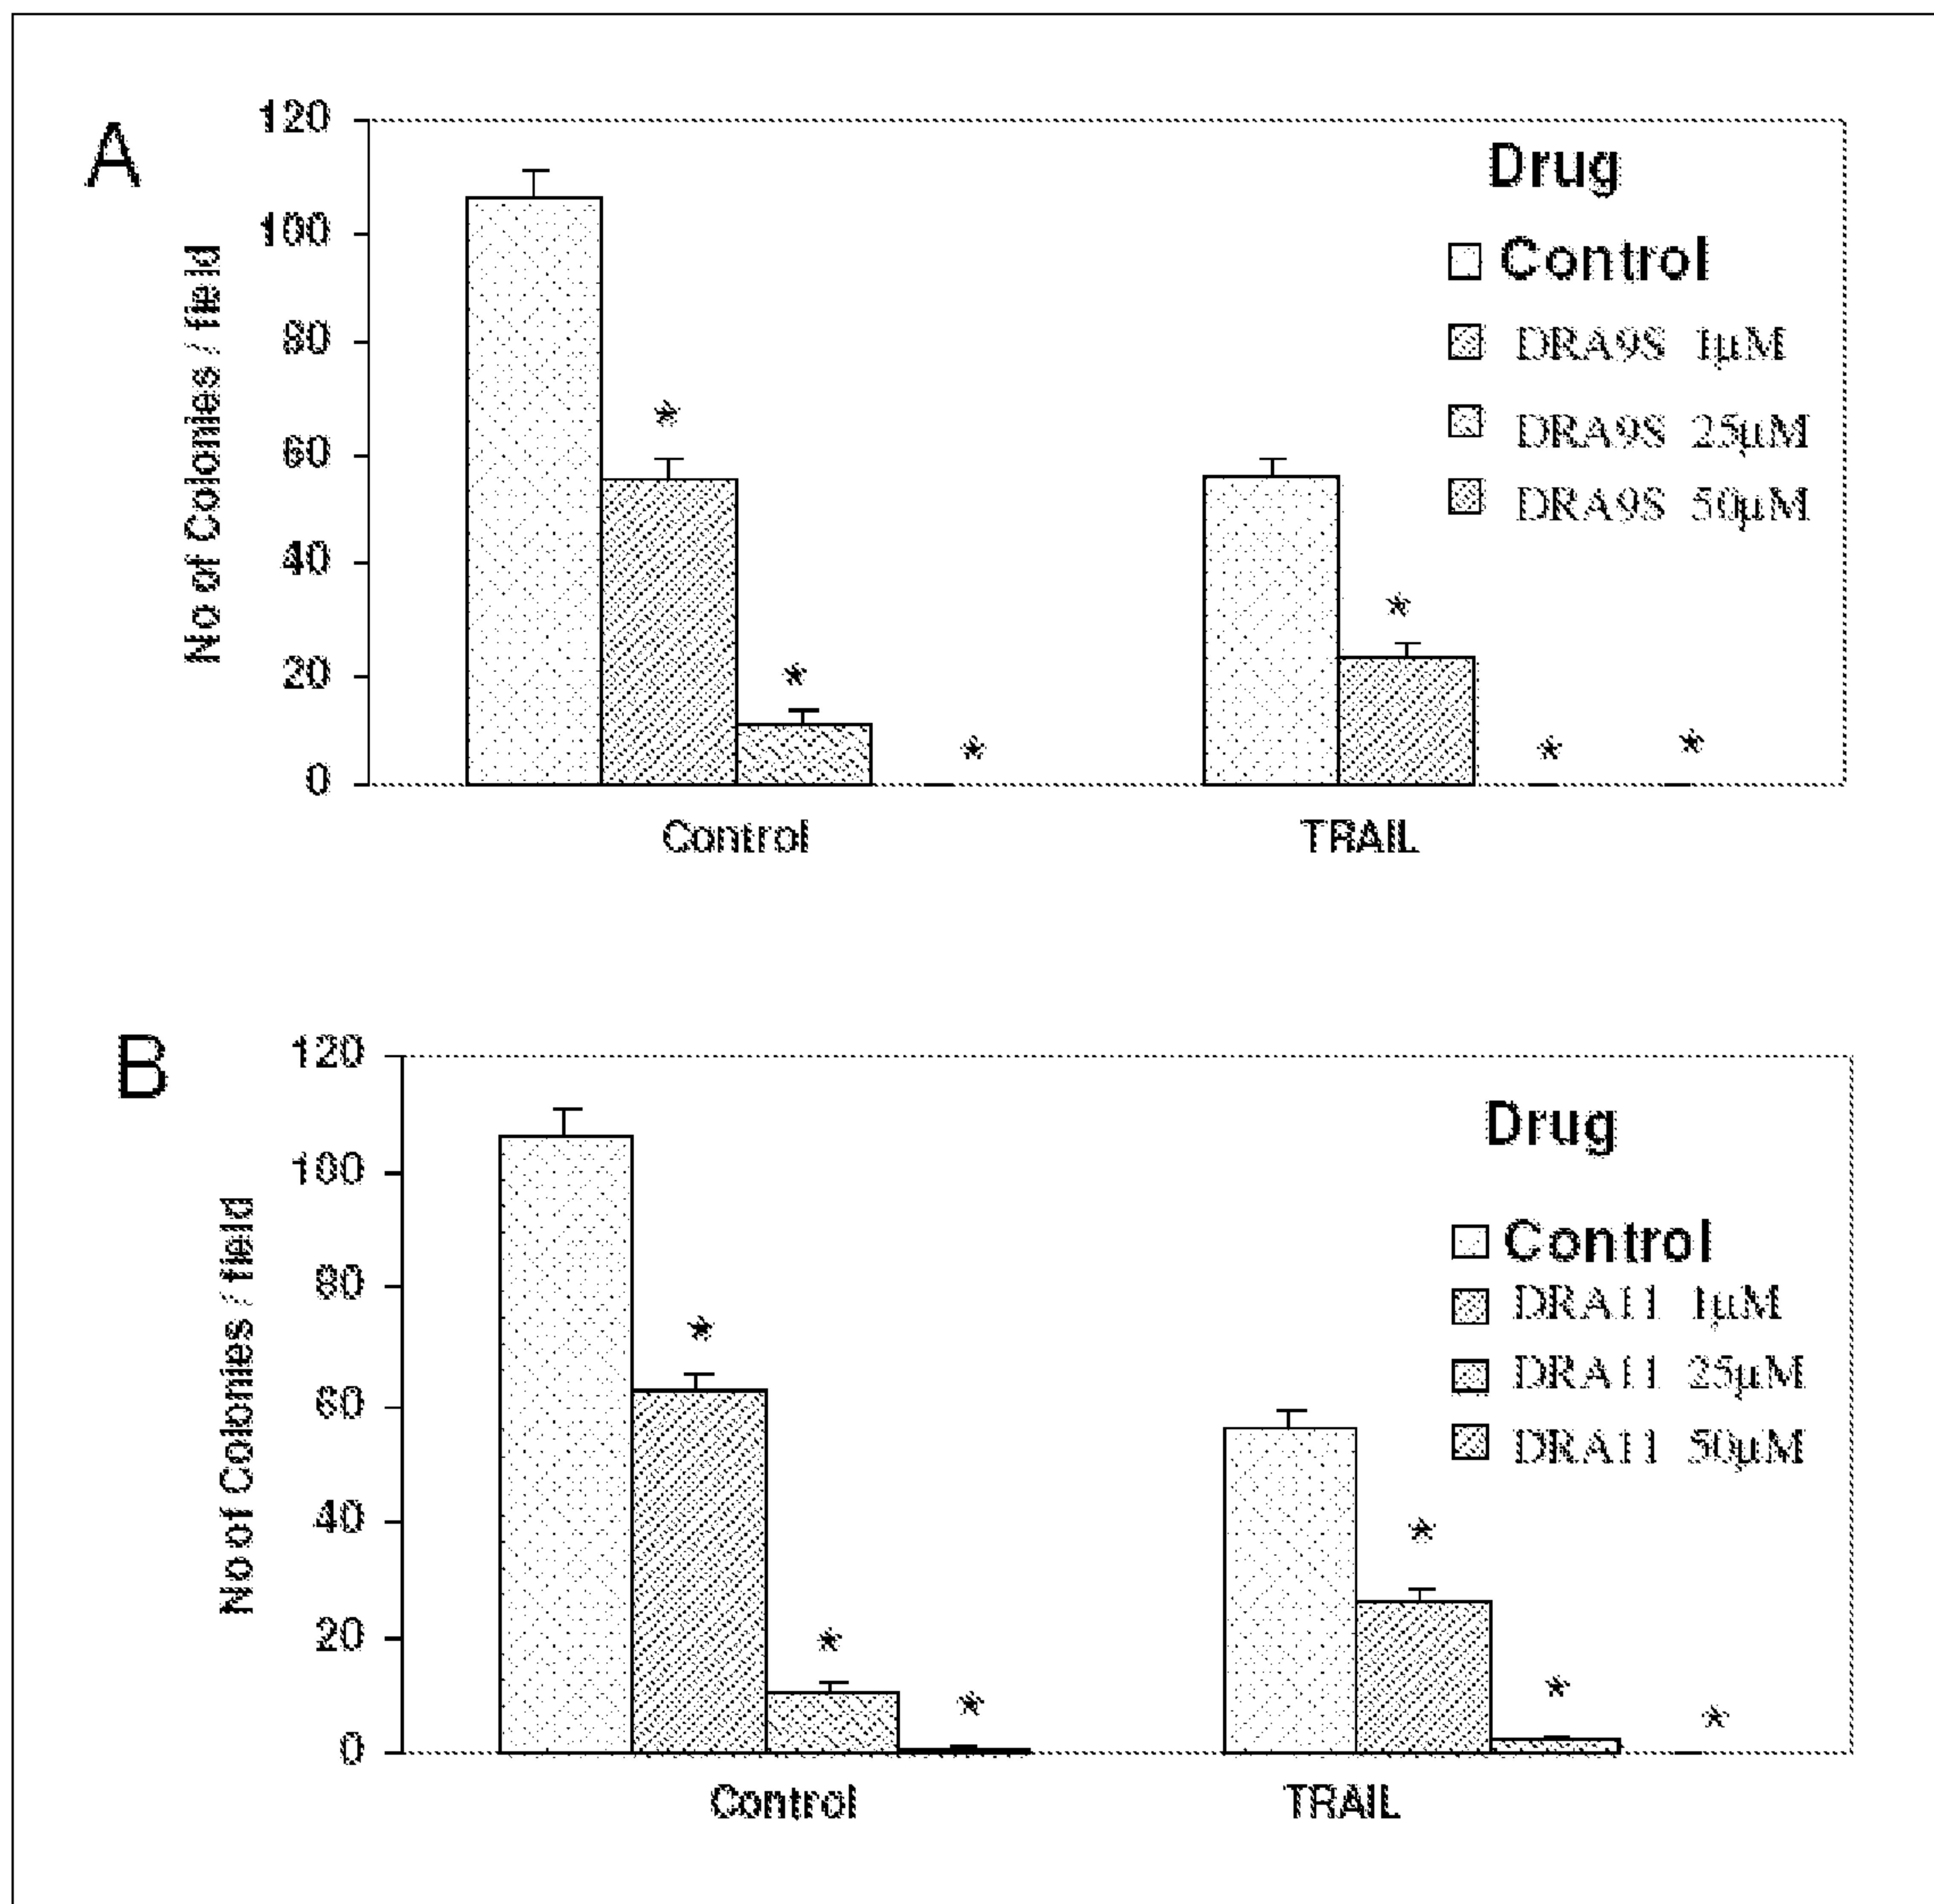 A
No of Colonies / field
120
100
80
60
40
20
0
*
*
*
*
*
*
Control
TRAIL
Drug
Control
DRA9S 1µM
DRA9S 25µM
DRA9S 50µM
B
No of Colonies / field
120
100
80
60
40
20
0
*
*
*
*
*
*
Control
TRAIL
Drug
Control
DRA11 1µM
DRA11 25µM
DRA11 50µM